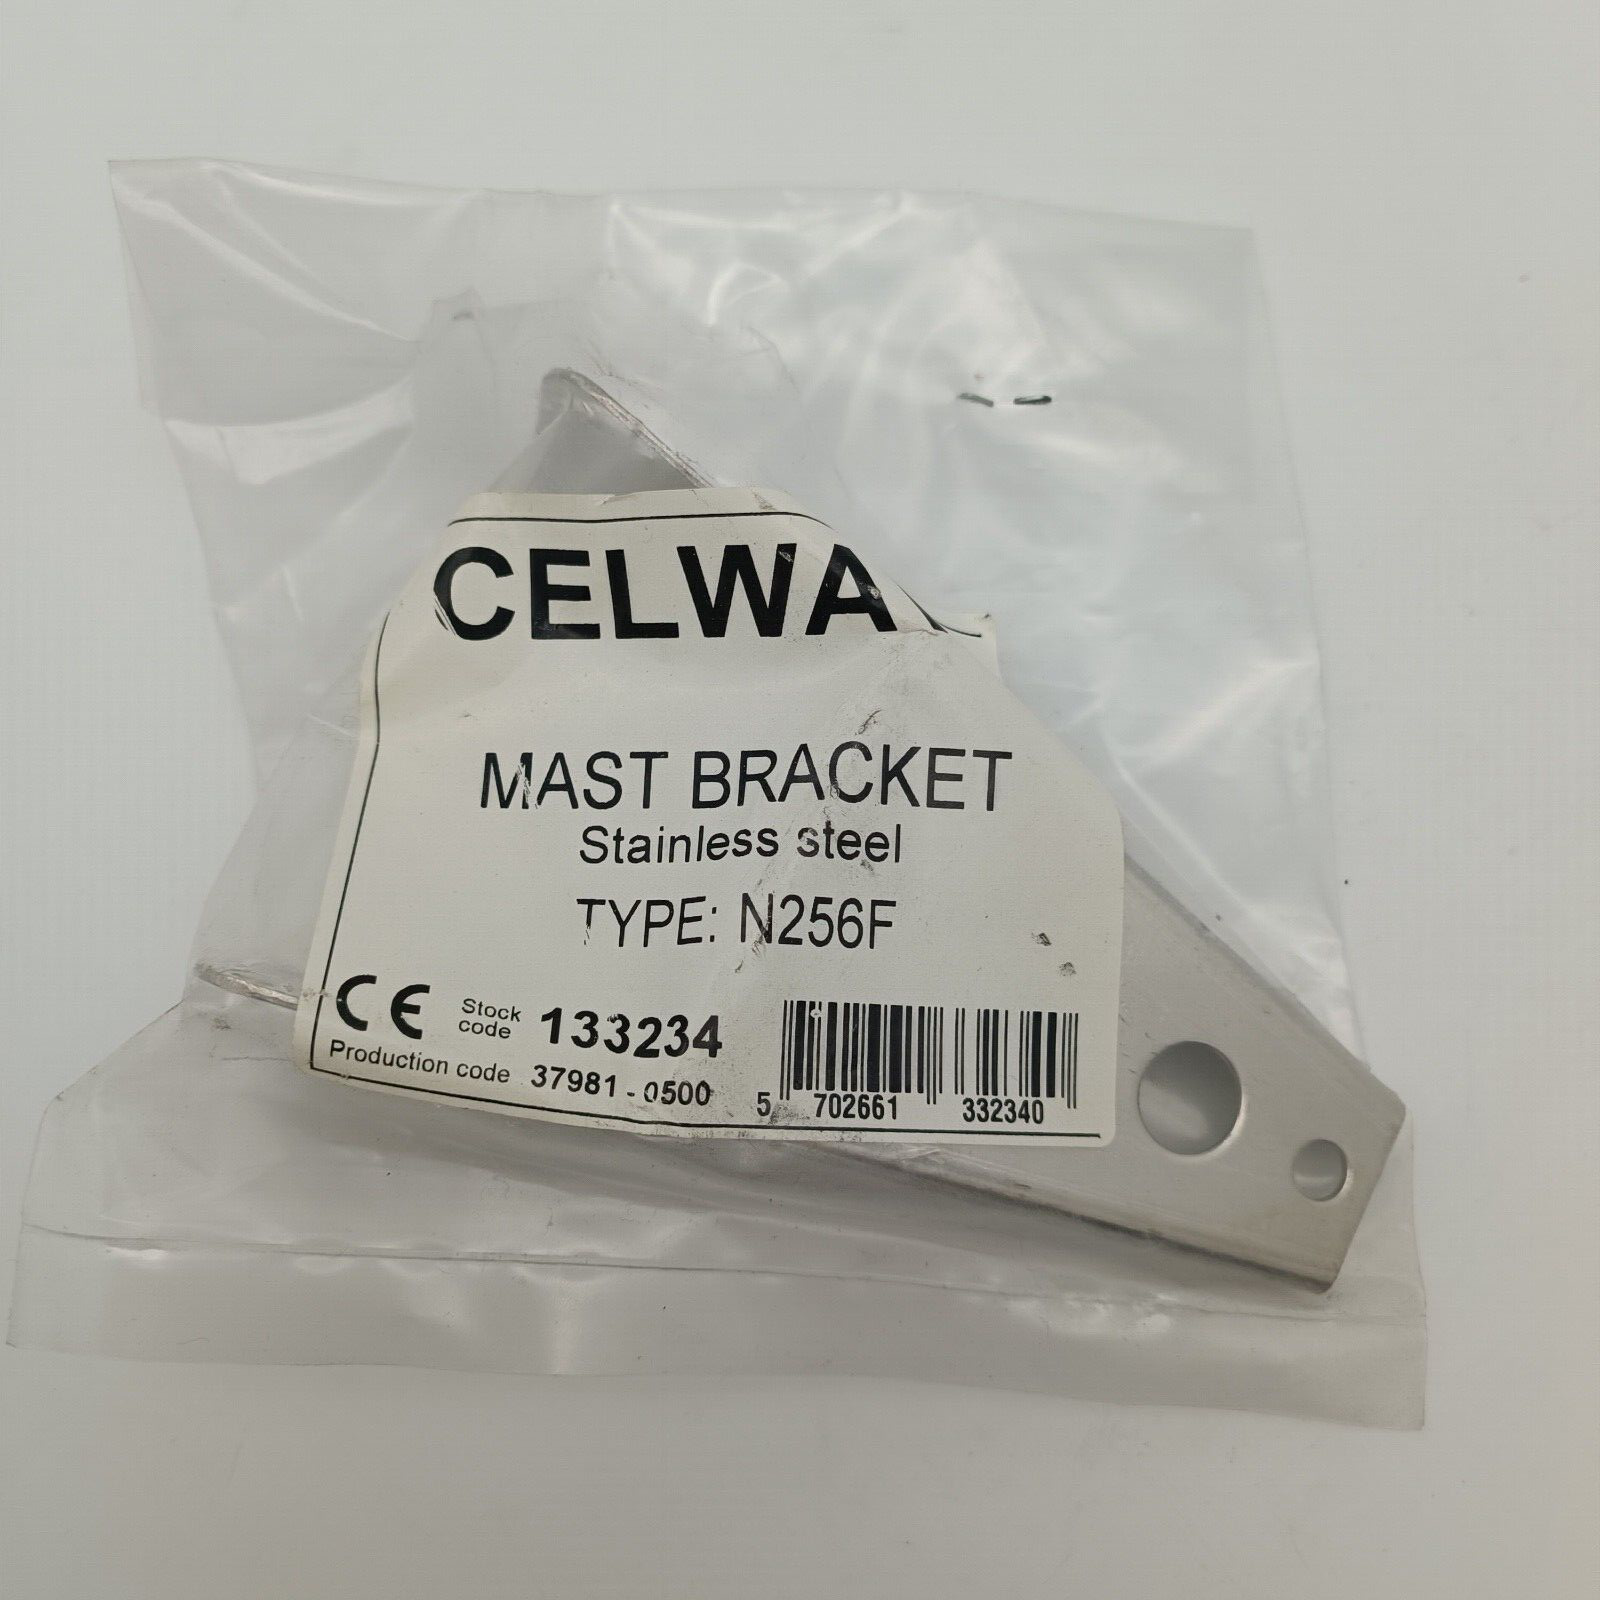 CELWA
MAST BRACKET
Stainless steel
TYPE: N256F
CE
Stock code 133234
Production code 37981-0500
5 702661 332340